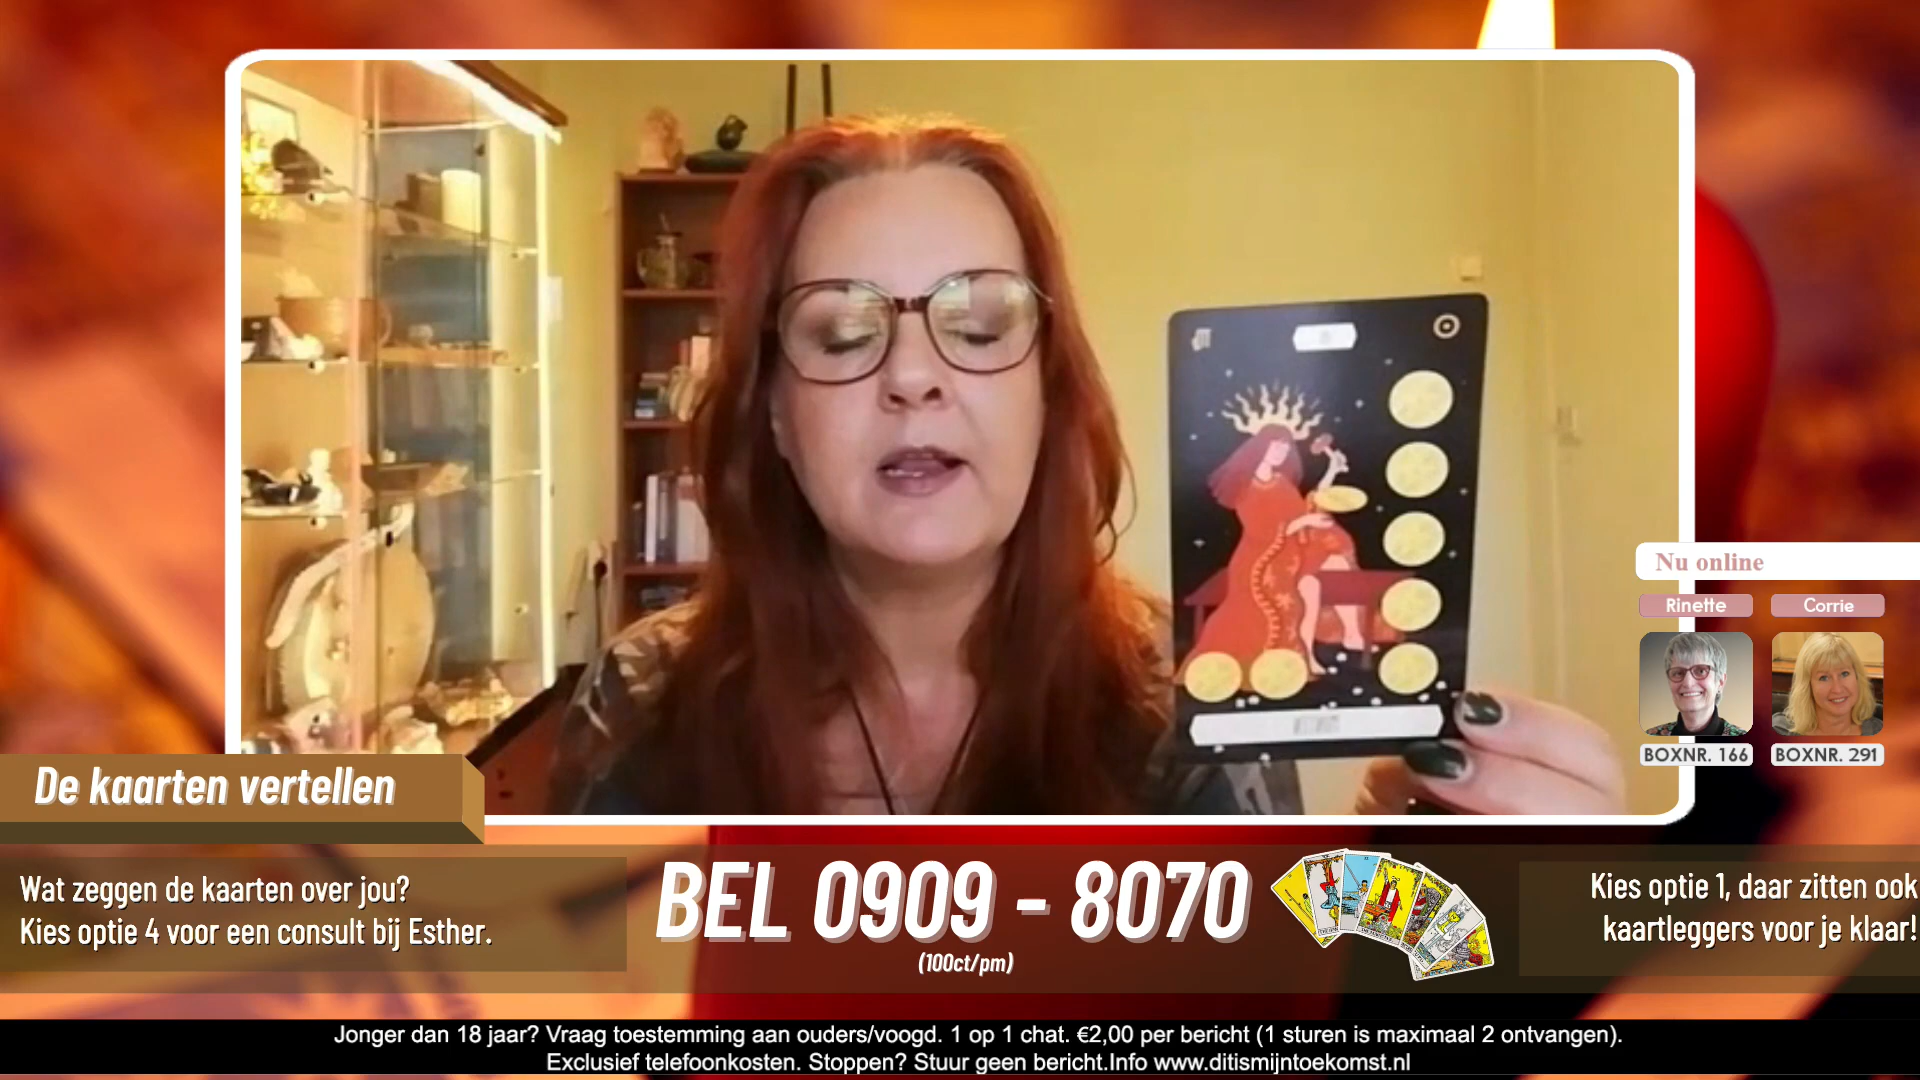 Nu online
Rinette
Corrie
BOXNR. 166
BOXNR. 291
De kaarten vertellen
Wat zeggen de kaarten over jou?
Kies optie 4 voor een consult bij Esther.
BEL 0909 - 8070
(100ct/pm)
Kies optie 1, daar zitten ook
kaartleggers voor je klaar!
Jonger dan 18 jaar? Vraag toestemming aan ouders/voogd. 1 op 1 chat. €2,00 per bericht (1 sturen is maximaal 2 ontvangen).
Exclusief telefoonkosten. Stoppen? Stuur geen bericht.Info www.ditismijntoekomst.nl